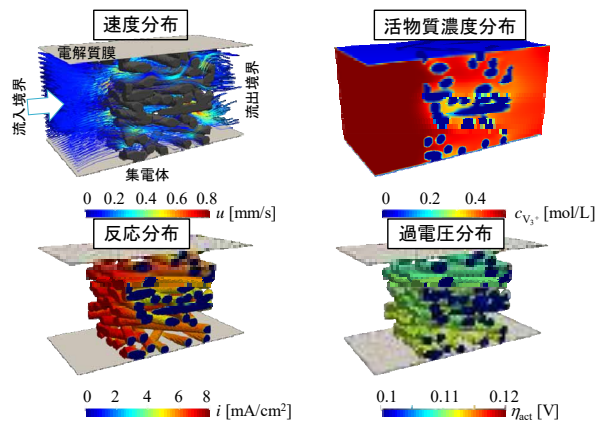 速度分布
電解質膜
流入境界
流出境界
集電体
0 0.2 0.4 0.6 0.8
u [mm/s]
活物質濃度分布
0 0.2 0.4
c_V₃⁺ [mol/L]
反応分布
0 2 4 6 8
i [mA/cm²]
過電圧分布
0.1 0.11 0.12
η_act [V]